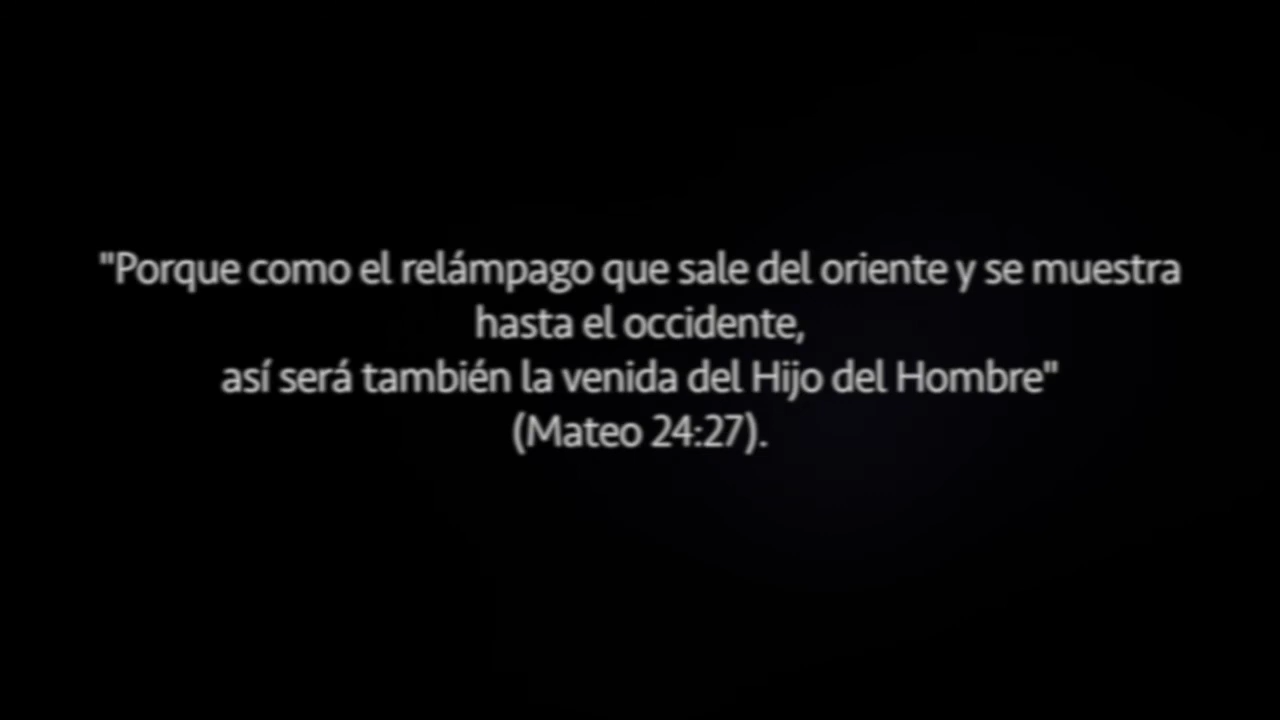 "Porque como el relámpago que sale del oriente y se muestra
hasta el occidente,
así será también la venida del Hijo del Hombre"
(Mateo 24:27).